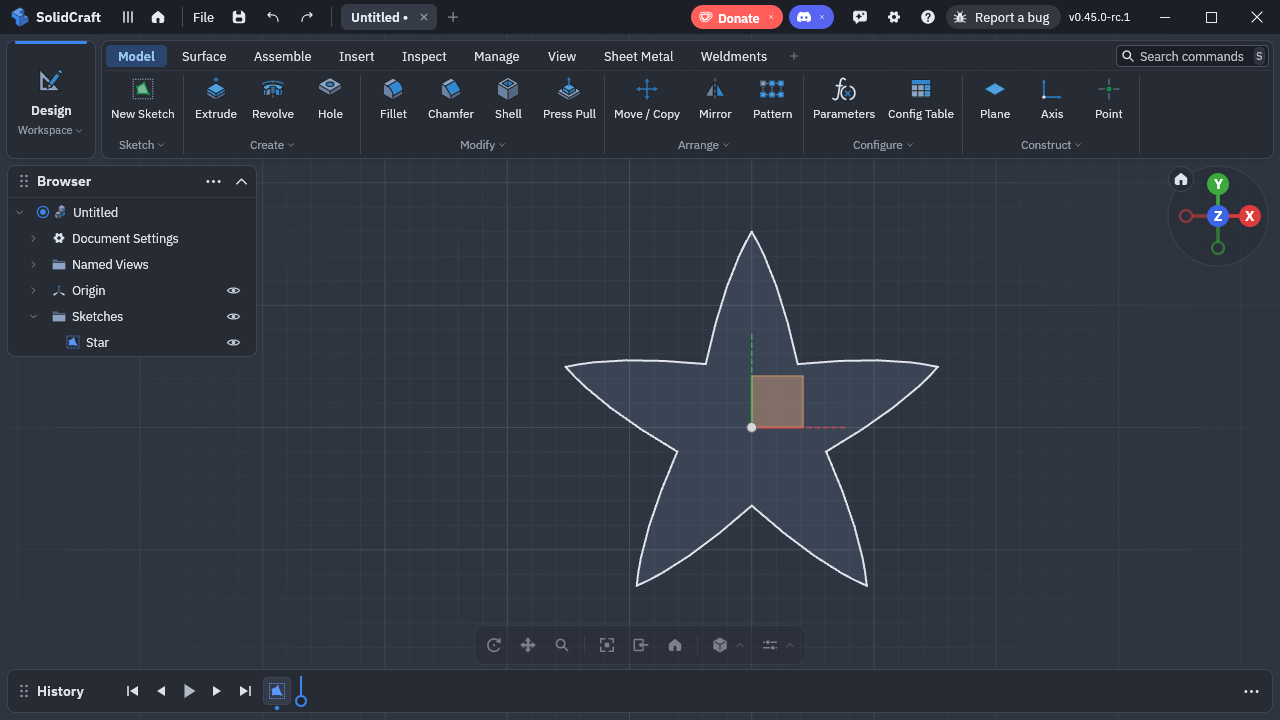 SolidCraft File Untitled • Donate Report a bug v0.45.0-rc.1
Design
Workspace
Model Surface Assemble Insert Inspect Manage View Sheet Metal Weldments Search commands S
New Sketch Extrude Revolve Hole Fillet Chamfer Shell Press Pull Move / Copy Mirror Pattern Parameters Config Table Plane Axis Point
Sketch Create Modify Arrange Configure Construct
Browser
Untitled
Document Settings
Named Views
Origin
Sketches
Star
Y
Z X
History